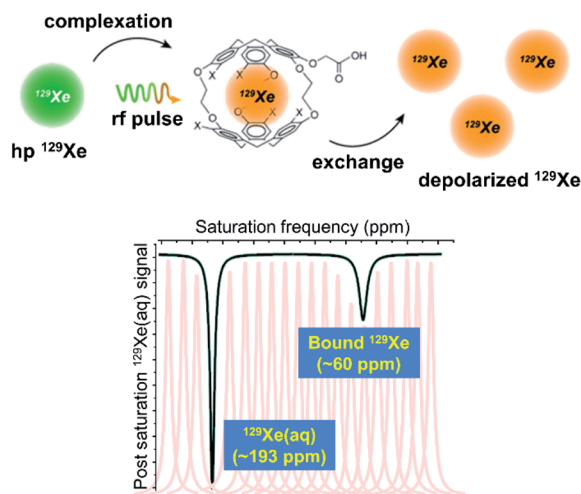 complexation
¹²⁹Xe
rf pulse
hp ¹²⁹Xe
O
OH
O
O
X
X
O
O
¹²⁹Xe
O
O
X
X
O
O
exchange
¹²⁹Xe
¹²⁹Xe
¹²⁹Xe
depolarized ¹²⁹Xe
Saturation frequency (ppm)
Post saturation ¹²⁹Xe(aq) signal
Bound ¹²⁹Xe
(~60 ppm)
¹²⁹Xe(aq)
(~193 ppm)